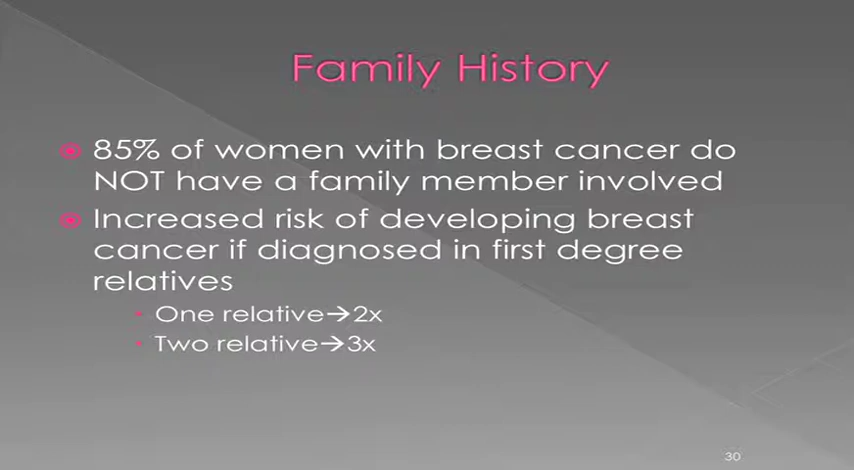 Family History
85% of women with breast cancer do
NOT have a family member involved
Increased risk of developing breast
cancer if diagnosed in first degree
relatives
One relative→2x
Two relative→3x
30